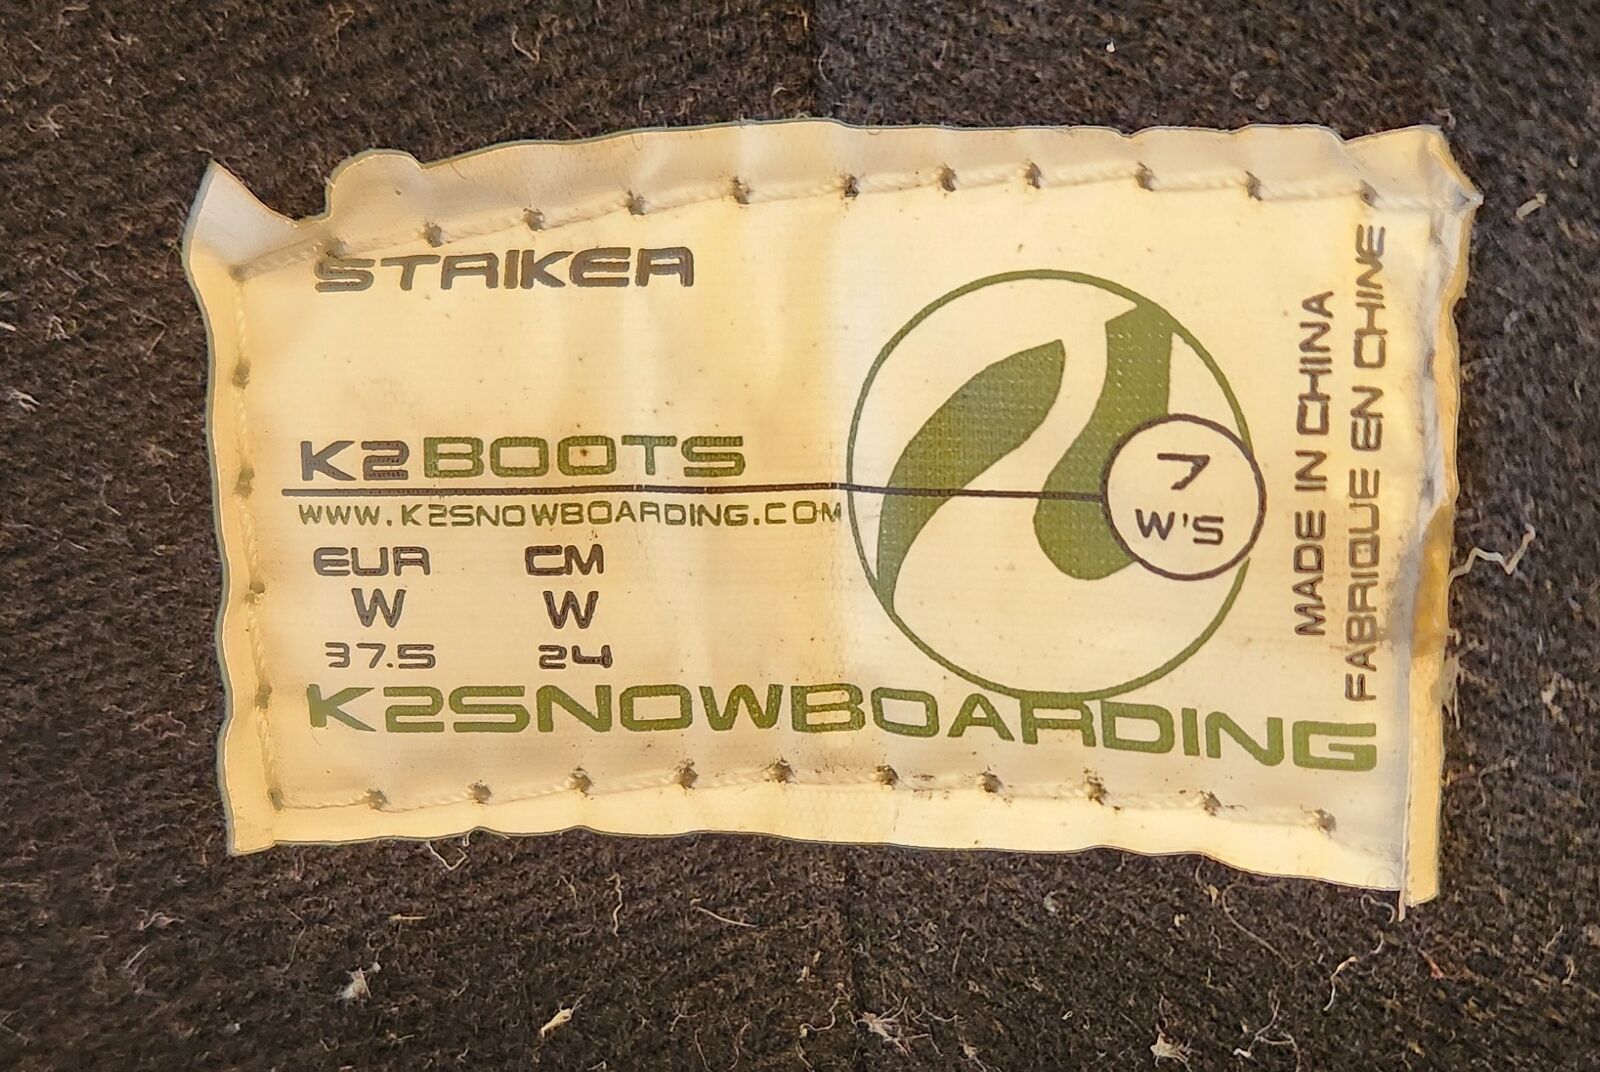 STRIKER
K2BOOTS
WWW.K2SNOWBOARDING.COM
EUR CM
W W
37.5 24
K2SNOWBOARDING
7
W'S
MADE IN CHINA
FABRIQUE EN CHINE